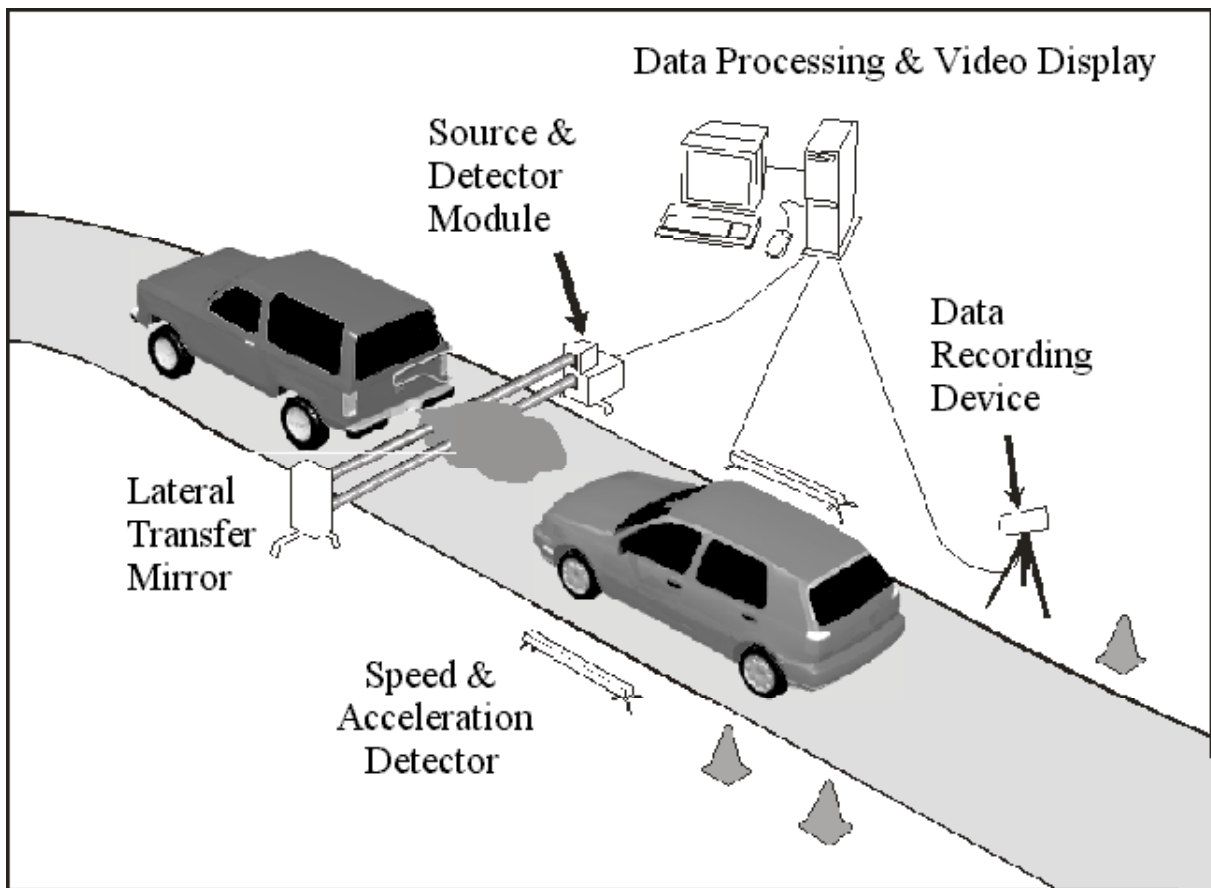 Data Processing & Video Display
Source &
Detector
Module
Data
Recording
Device
Lateral
Transfer
Mirror
Speed &
Acceleration
Detector